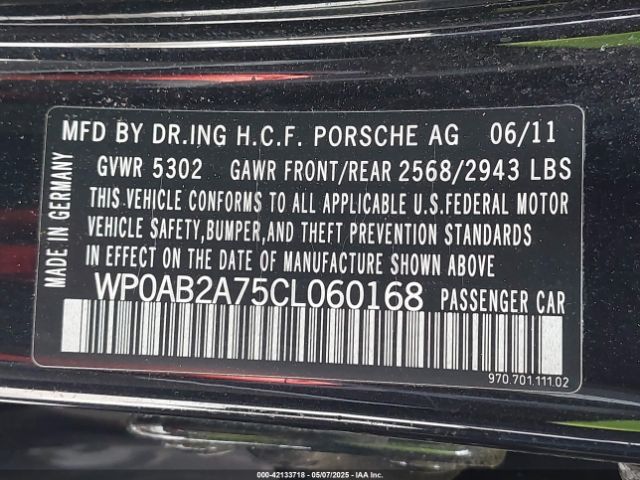 MFD BY DR.ING H.C.F. PORSCHE AG 06/11
GVWR 5302 GAWR FRONT/REAR 2568/2943 LBS
THIS VEHICLE CONFORMS TO ALL APPLICABLE U.S.FEDERAL MOTOR
VEHICLE SAFETY,BUMPER,AND THEFT PREVENTION STANDARDS
IN EFFECT ON THE DATE OF MANUFACTURE SHOWN ABOVE.
MADE IN GERMANY
WP0AB2A75CL060168 PASSENGER CAR
970.701.111.02
000-42133718 - 05/07/2025 - IAAI.com